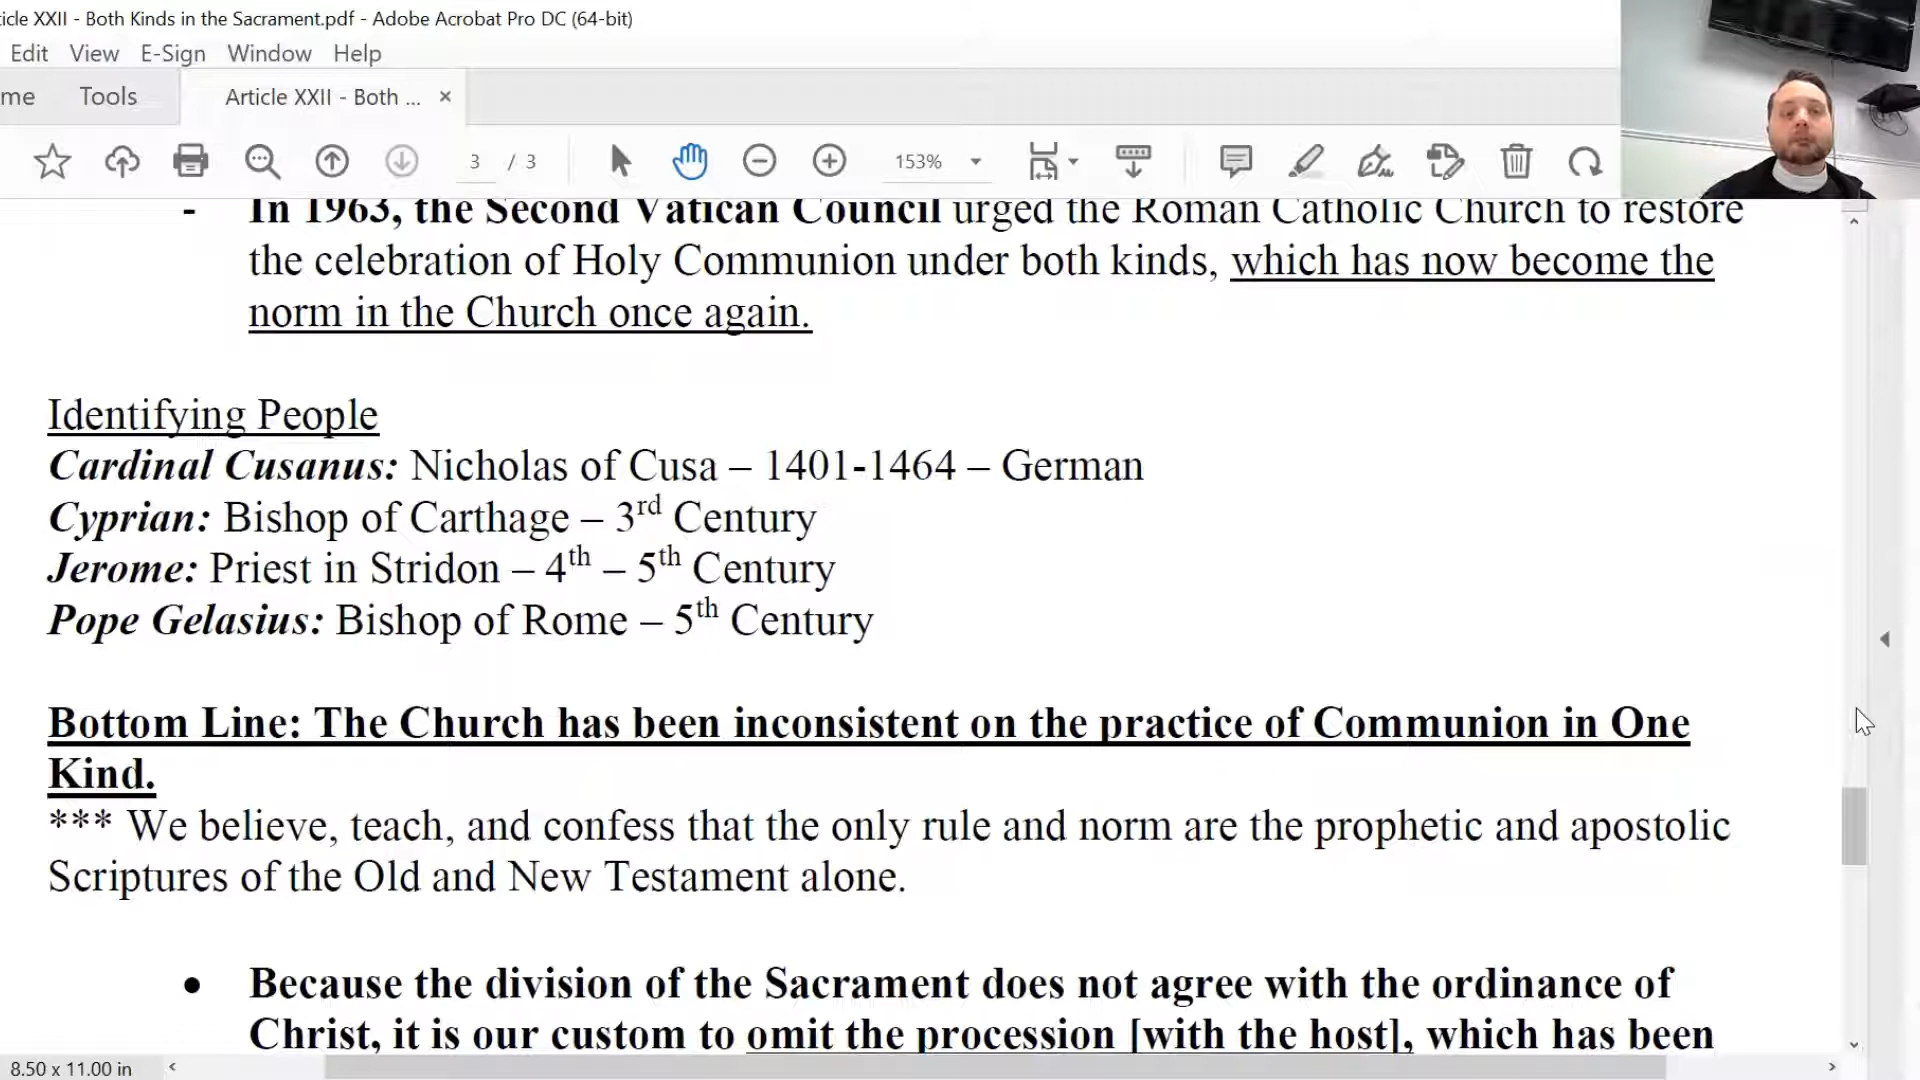 icle XXII - Both Kinds in the Sacrament.pdf - Adobe Acrobat Pro DC (64-bit)
Edit View E-Sign Window Help
me Tools Article XXII - Both ... ×
3 / 3 153%
- In 1963, the Second Vatican Council urged the Roman Catholic Church to restore
the celebration of Holy Communion under both kinds, which has now become the
norm in the Church once again.
Identifying People
Cardinal Cusanus: Nicholas of Cusa – 1401-1464 – German
Cyprian: Bishop of Carthage – 3rd Century
Jerome: Priest in Stridon – 4th – 5th Century
Pope Gelasius: Bishop of Rome – 5th Century
Bottom Line: The Church has been inconsistent on the practice of Communion in One
Kind.
*** We believe, teach, and confess that the only rule and norm are the prophetic and apostolic
Scriptures of the Old and New Testament alone.
• Because the division of the Sacrament does not agree with the ordinance of
Christ, it is our custom to omit the procession [with the host], which has been
8.50 x 11.00 in